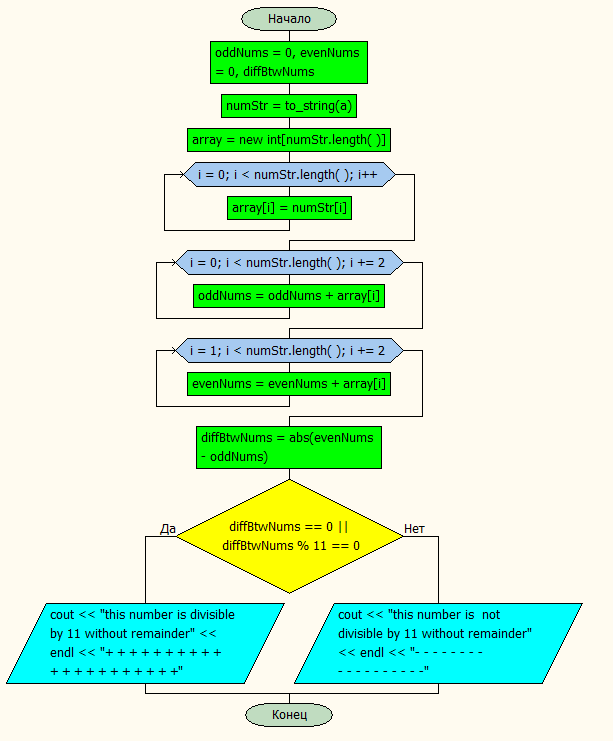 Начало
oddNums = 0, evenNums
= 0, diffBtwNums
numStr = to_string(a)
array = new int[numStr.length( )]
i = 0; i < numStr.length( ); i++
array[i] = numStr[i]
i = 0; i < numStr.length( ); i += 2
oddNums = oddNums + array[i]
i = 1; i < numStr.length( ); i += 2
evenNums = evenNums + array[i]
diffBtwNums = abs(evenNums
- oddNums)
Да
diffBtwNums == 0 ||
diffBtwNums % 11 == 0
Нет
cout << "this number is divisible
by 11 without remainder" <<
endl << "+ + + + + + + + + +
+ + + + + + + + + + +"
cout << "this number is  not
divisible by 11 without remainder"
<< endl << "- - - - - - - -
- - - - - - - - - -"
Конец